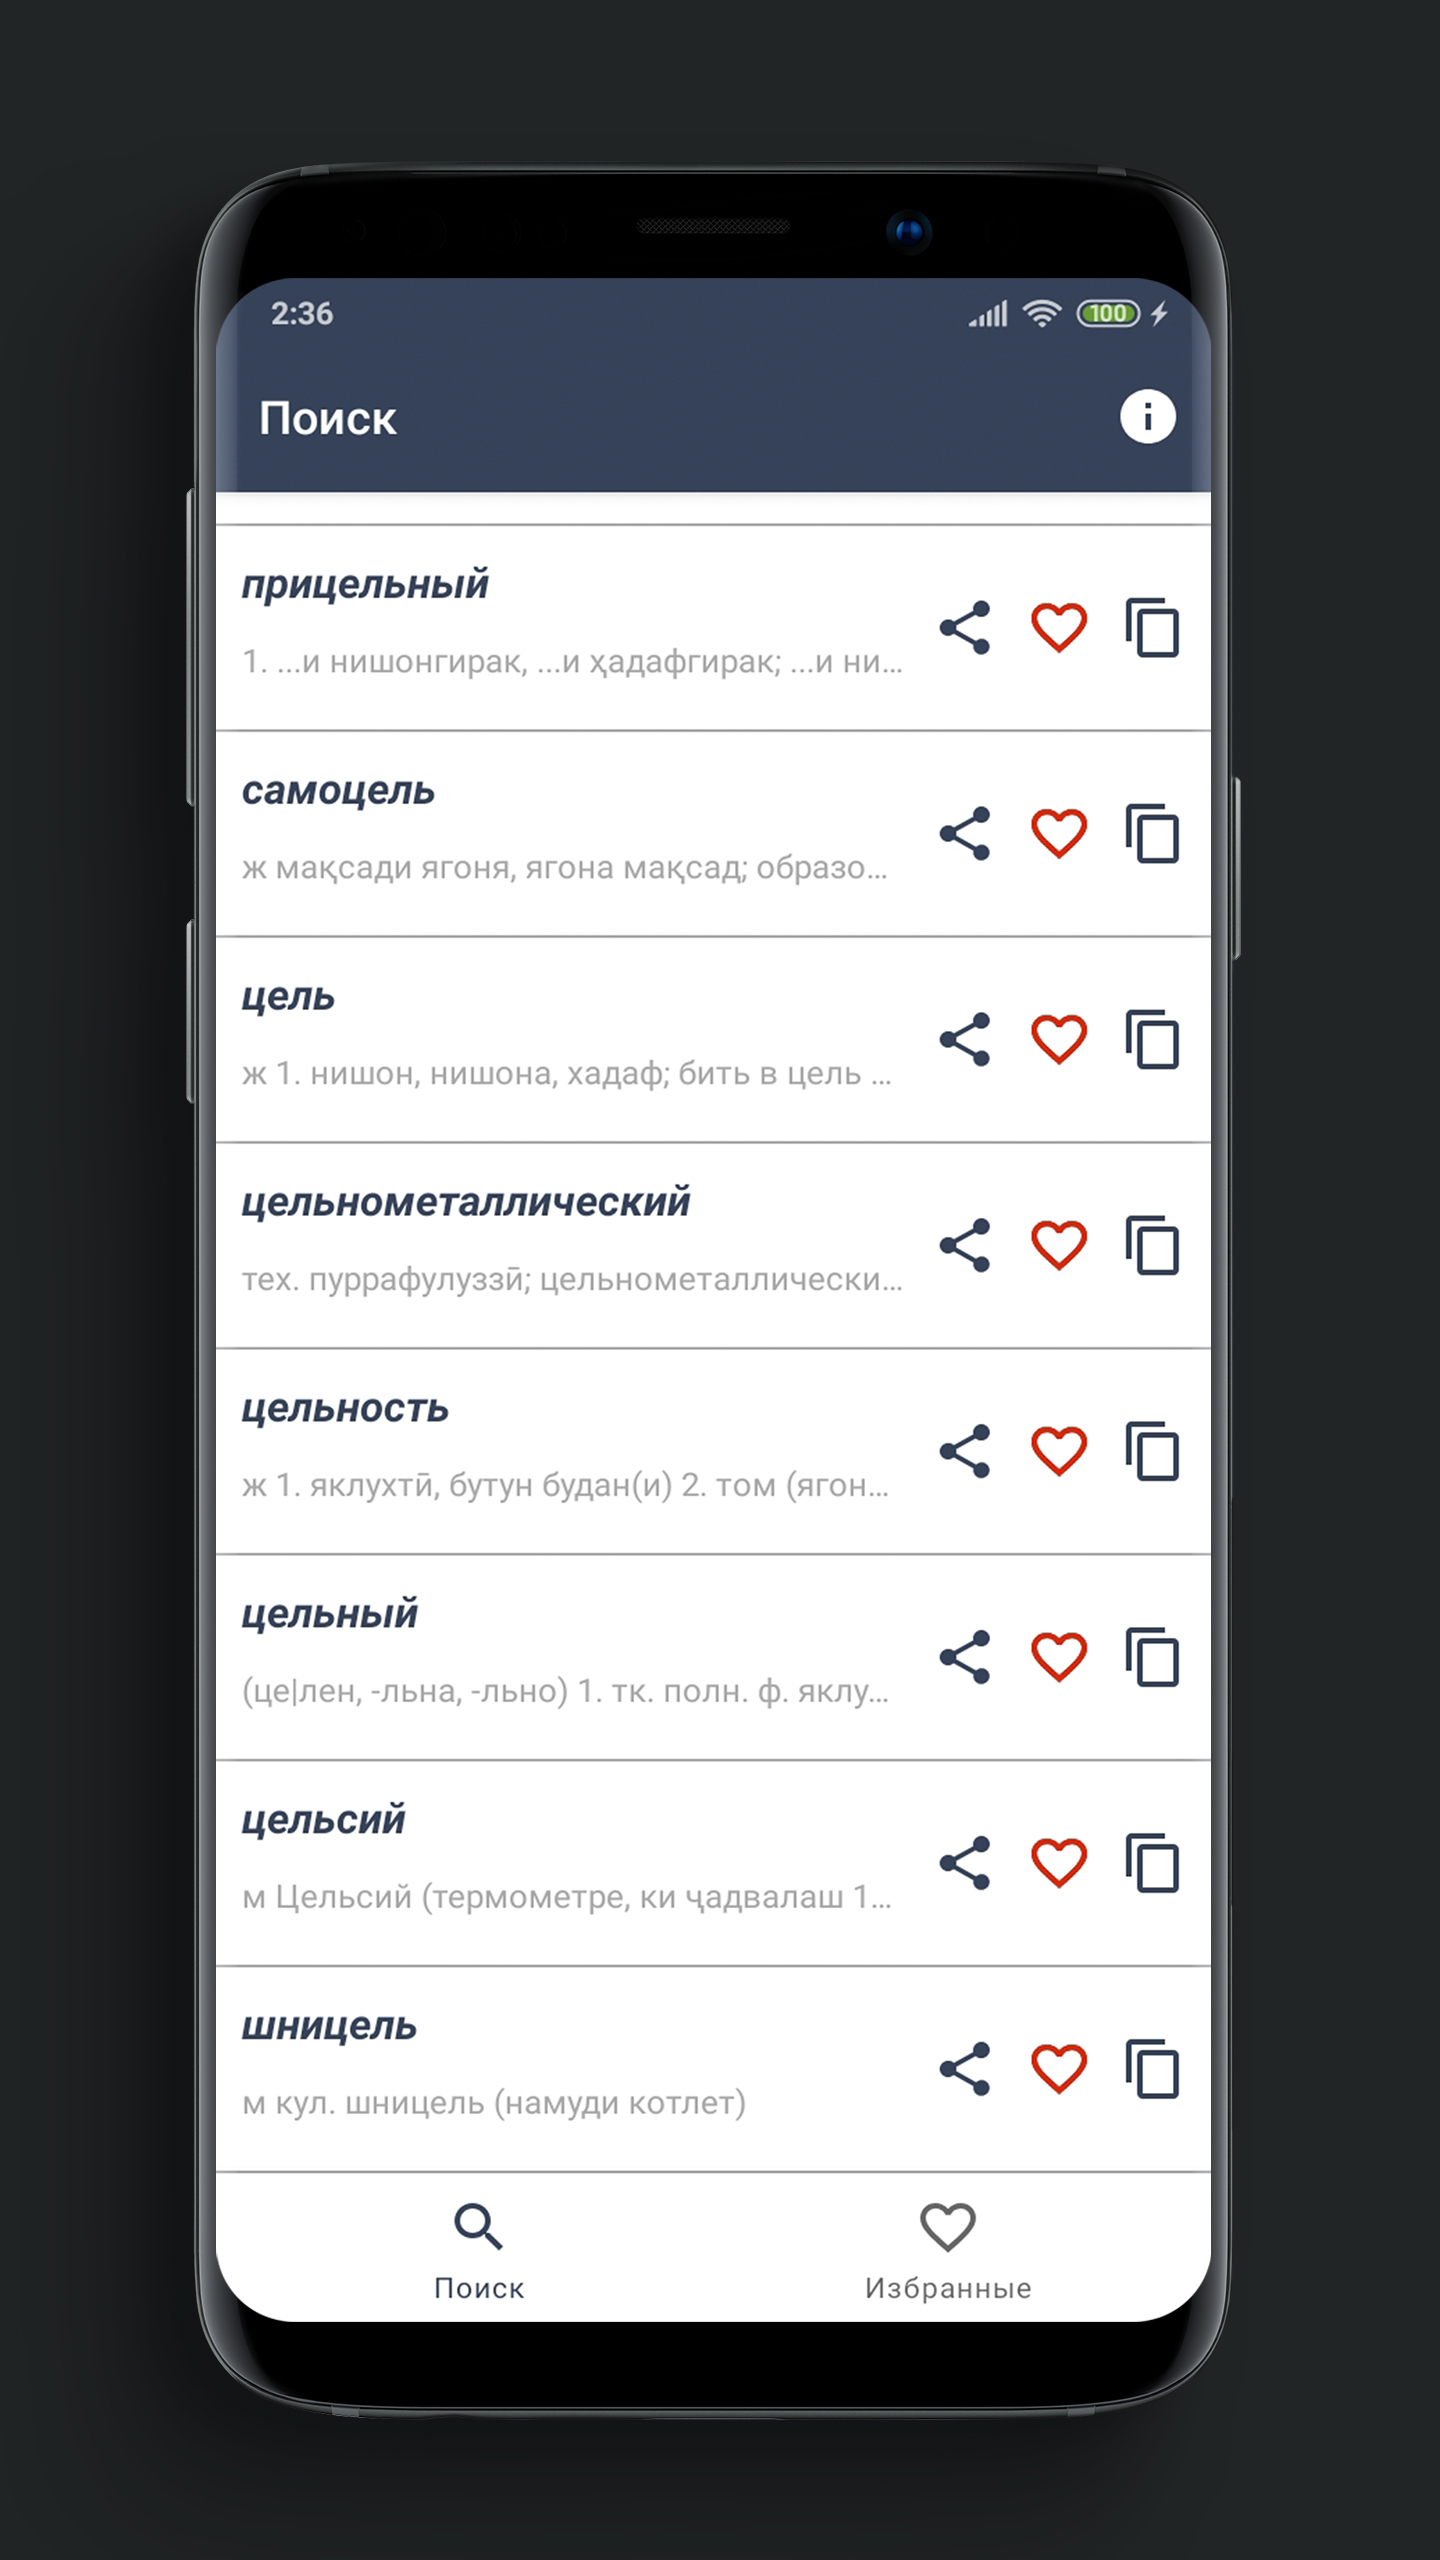 2:36
100
Поиск
прицельный
1. ...и нишонгирак, ...и ҳадафгирак; ...и ни...
самоцель
ж мақсади ягоня, ягона мақсад; образо...
цель
ж 1. нишон, нишона, хадаф; бить в цель ...
цельнометаллический
тех. пуррафулуззӣ; цельнометаллически...
цельность
ж 1. яклухтӣ, бутун будан(и) 2. том (ягон...
цельный
(це|лен, -льна, -льно) 1. тк. полн. ф. яклу...
цельсий
м Цельсий (термометре, ки ҷадвалаш 1...
шницель
м кул. шницель (намуди котлет)
Поиск
Избранные